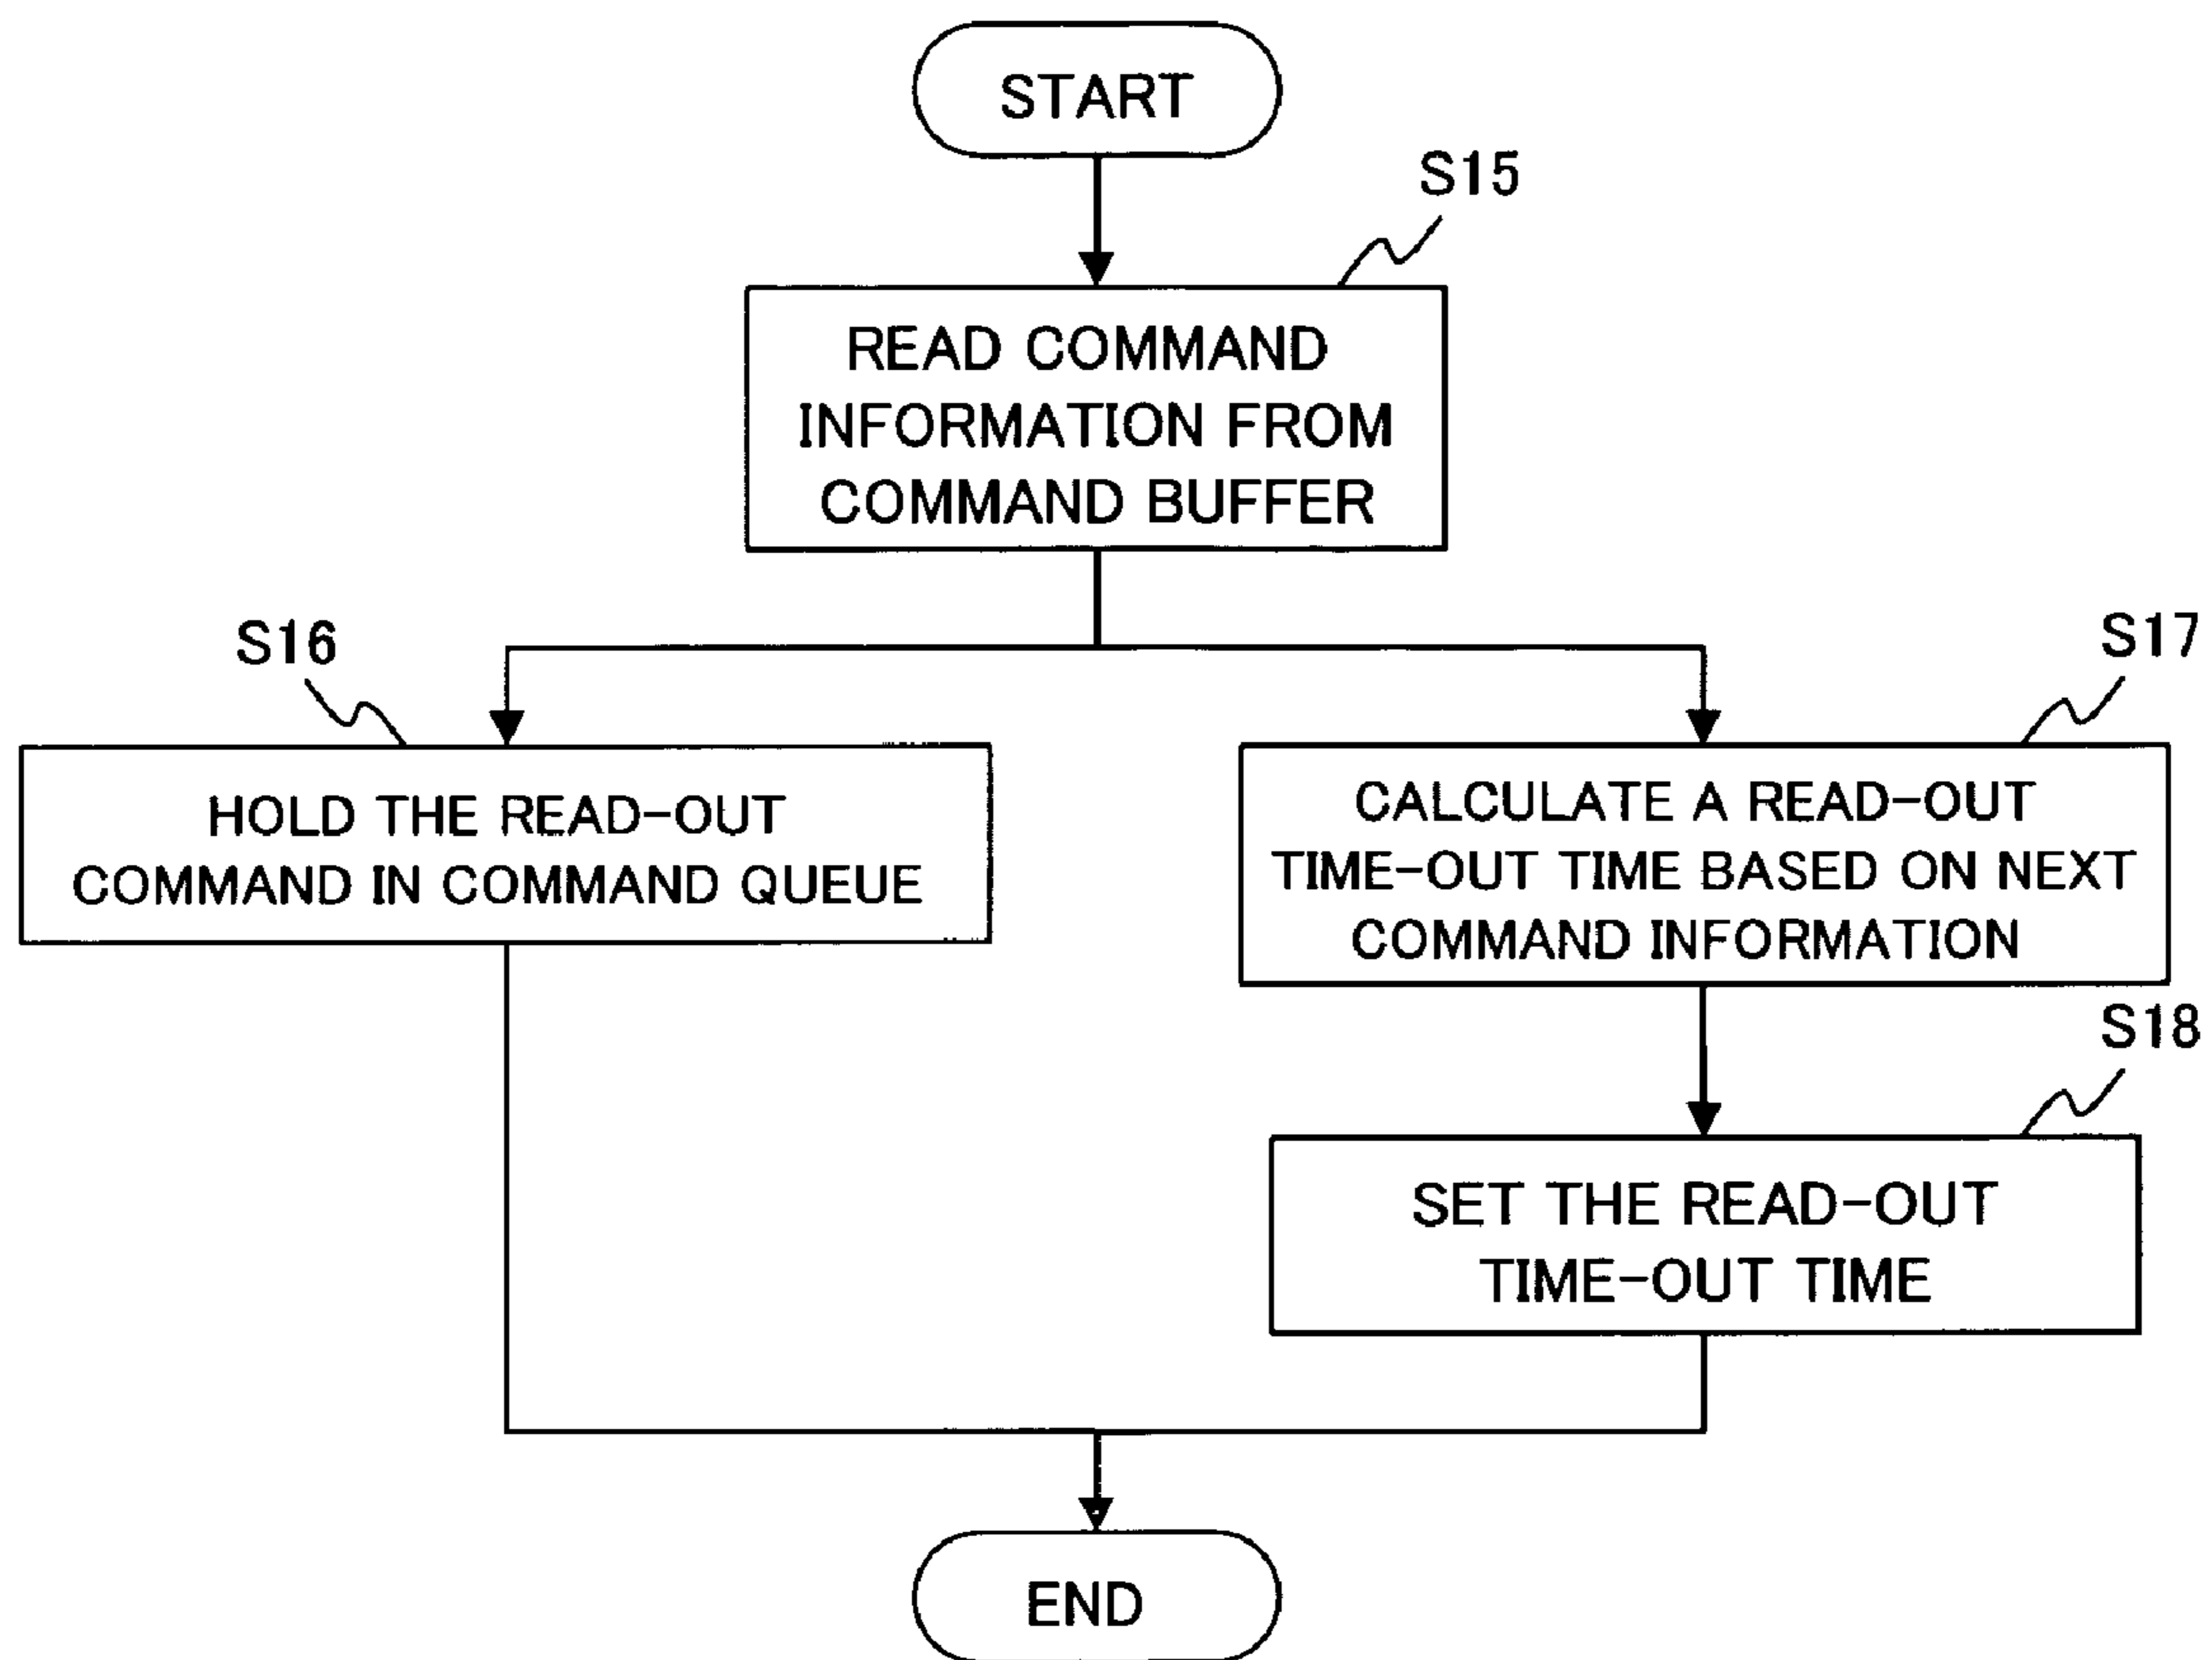 START
S15
READ COMMAND
INFORMATION FROM
COMMAND BUFFER
S16
HOLD THE READ-OUT
COMMAND IN COMMAND QUEUE
S17
CALCULATE A READ-OUT
TIME-OUT TIME BASED ON NEXT
COMMAND INFORMATION
S18
SET THE READ-OUT
TIME-OUT TIME
END